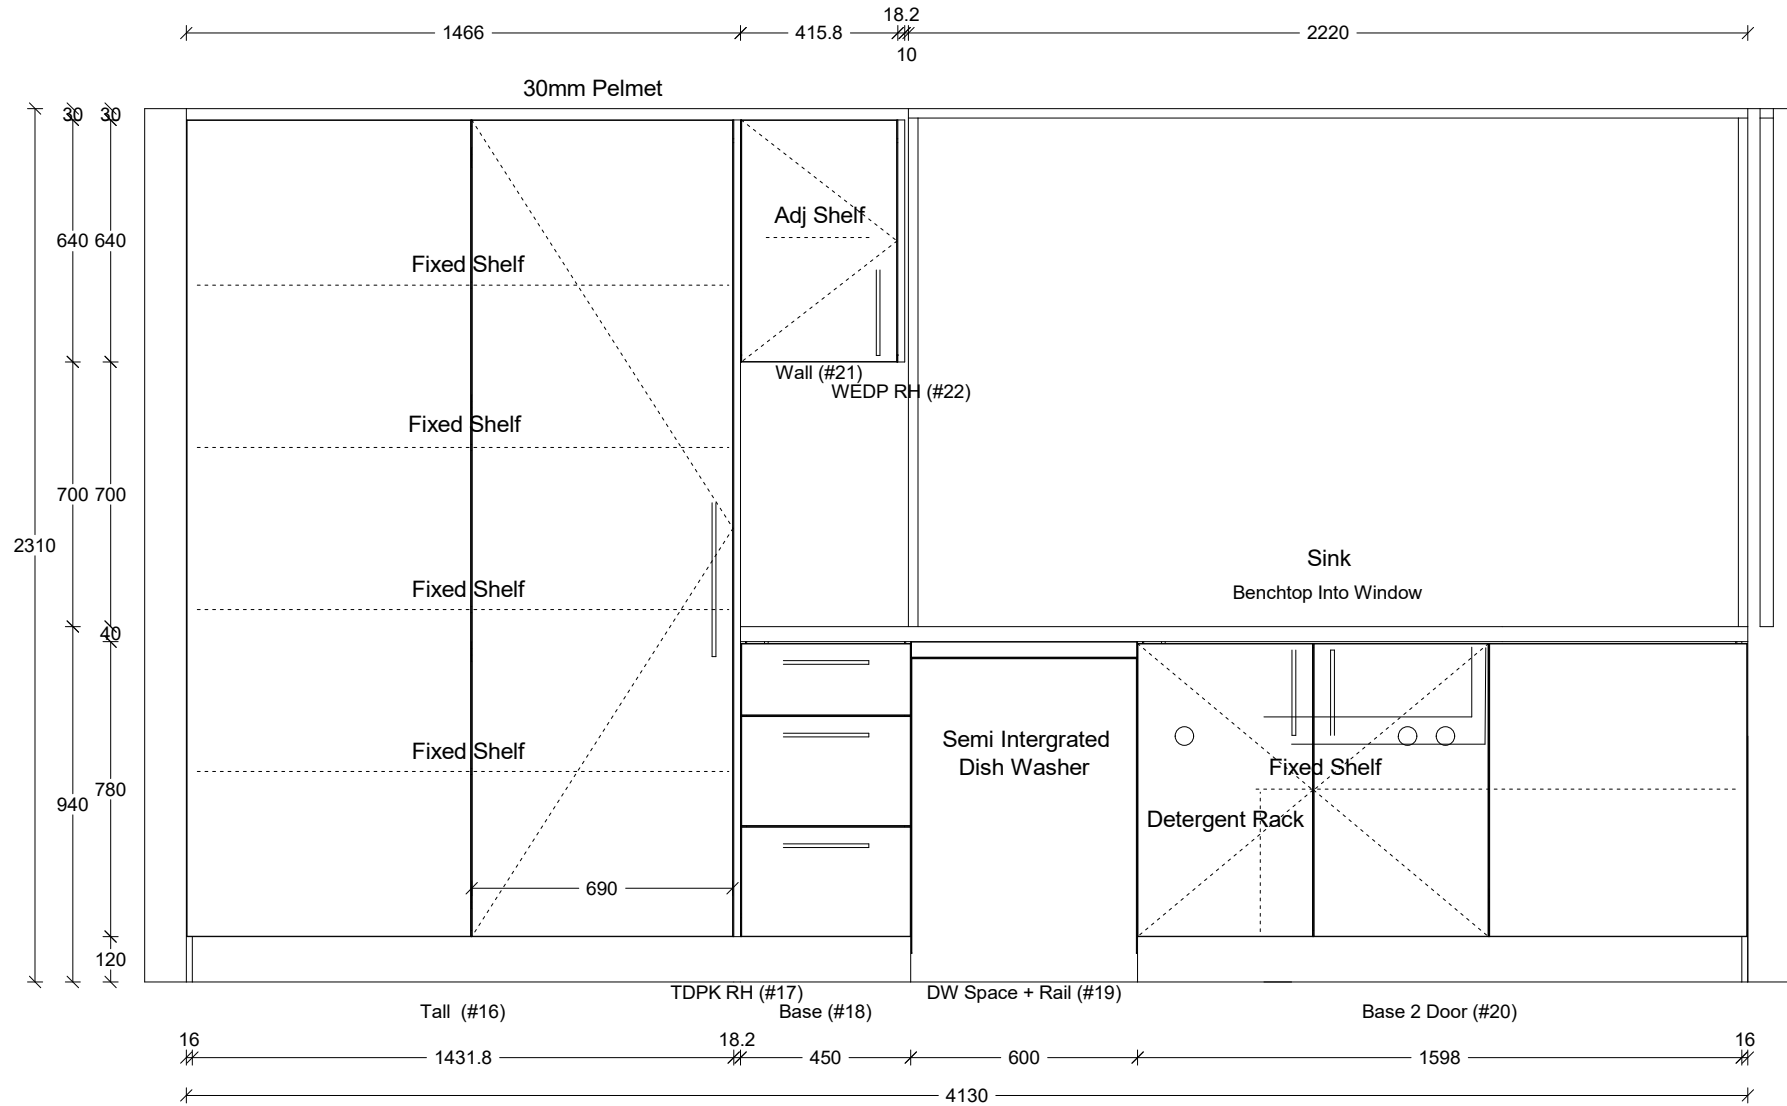 18.2
1466
415.8
2220
10
30mm Pelmet
30
30
Adj Shelf
640
640
Fixed Shelf
Wall (#21)
WEDP RH (#22)
Fixed Shelf
700
700
2310
Sink
Benchtop Into Window
Fixed Shelf
40
Semi Intergrated
Dish Washer
Fixed Shelf
Fixed Shelf
780
940
Detergent Rack
690
120
TDPK RH (#17)
DW Space + Rail (#19)
Tall (#16)
Base (#18)
Base 2 Door (#20)
16
18.2
16
1431.8
450
600
1598
4130